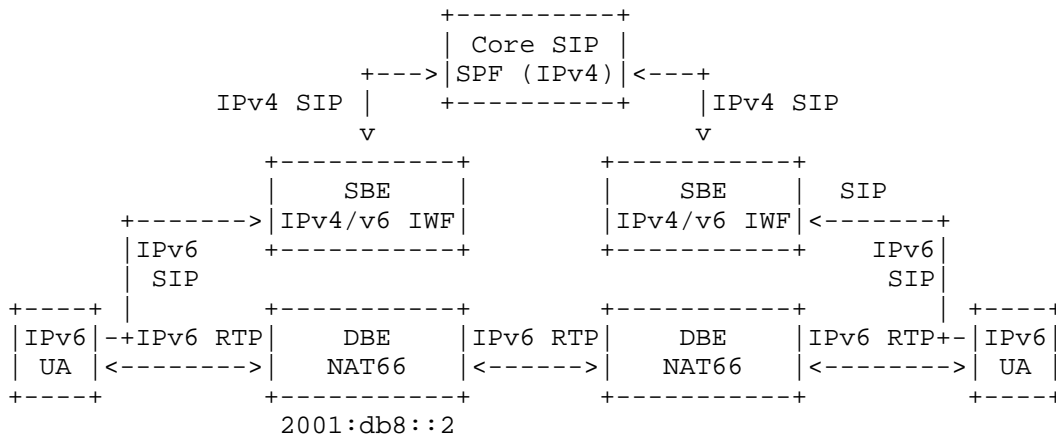 Core SIP
SPF (IPv4)
IPv4 SIP IPv4 SIP
SBE SBE SIP
IPv4/v6 IWF IPv4/v6 IWF
IPv6 IPv6
SIP SIP
IPv6 IPv6 RTP DBE IPv6 RTP DBE IPv6 RTP IPv6
UA NAT66 NAT66 UA
2001:db8::2